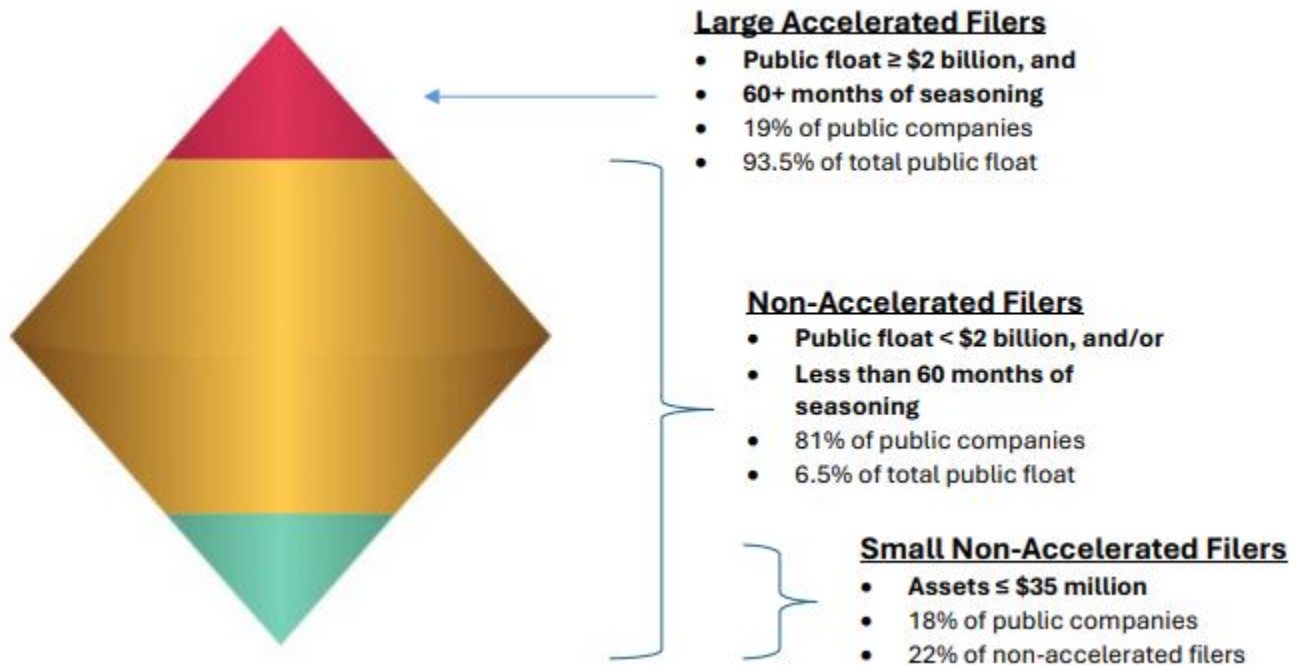 Large Accelerated Filers
• Public float ≥ $2 billion, and
• 60+ months of seasoning
• 19% of public companies
• 93.5% of total public float
Non-Accelerated Filers
• Public float < $2 billion, and/or
• Less than 60 months of
seasoning
• 81% of public companies
• 6.5% of total public float
Small Non-Accelerated Filers
• Assets ≤ $35 million
• 18% of public companies
• 22% of non-accelerated filers